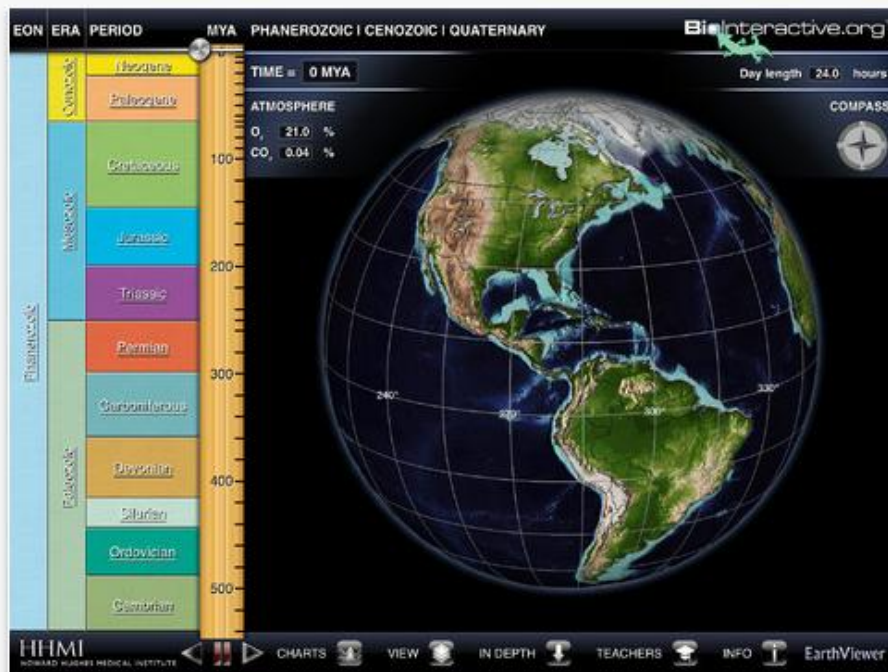 EON ERA PERIOD MYA PHANEROZOIC | CENOZOIC | QUATERNARY BioInteractive.org
TIME = 0 MYA Day length 24.0 hours
ATMOSPHERE COMPASS
O₂ 21.0 %
CO₂ 0.04 %
Phanerozoic
Cenozoic
Mesozoic
Paleozoic
Neogene
Paleogene
Cretaceous
Jurassic
Triassic
Permian
Carboniferous
Devonian
Silurian
Ordovician
Cambrian
0
100
200
300
400
500
240°
270°
300°
330°
HHMI
HOWARD HUGHES MEDICAL INSTITUTE
CHARTS VIEW IN DEPTH TEACHERS INFO EarthViewer